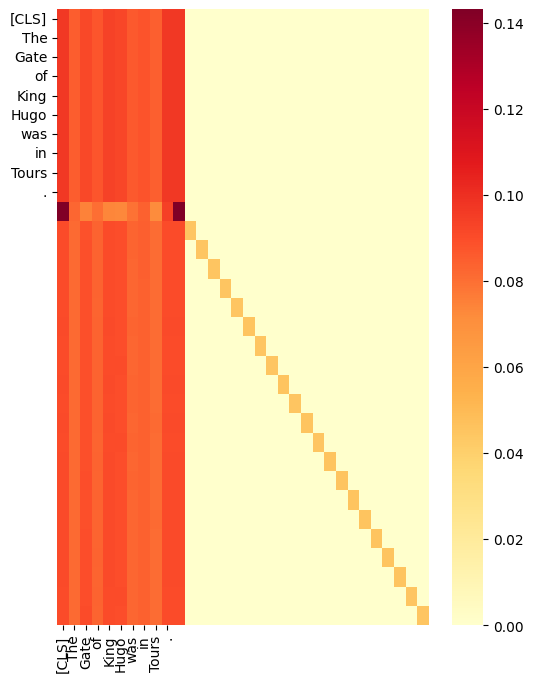 [CLS]
The
Gate
of
King
Hugo
was
in
Tours
.
0.14
0.12
0.10
0.08
0.06
0.04
0.02
0.00
[CLS]
The
Gate
of
King
Hugo
was
in
Tours
.